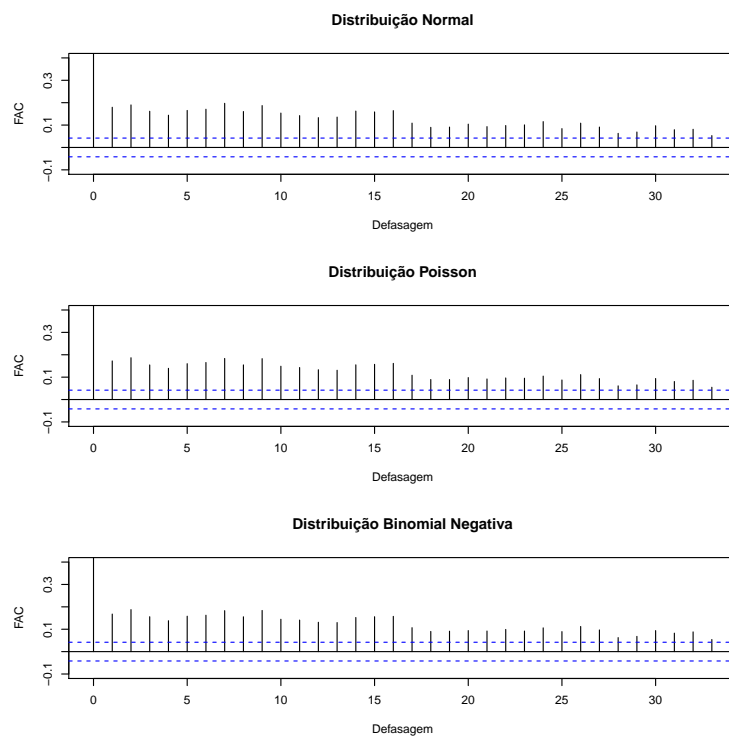 Distribuição Normal
FAC
0.3
0.1
−0.1
0 5 10 15 20 25 30
Defasagem
Distribuição Poisson
FAC
0.3
0.1
−0.1
0 5 10 15 20 25 30
Defasagem
Distribuição Binomial Negativa
FAC
0.3
0.1
−0.1
0 5 10 15 20 25 30
Defasagem